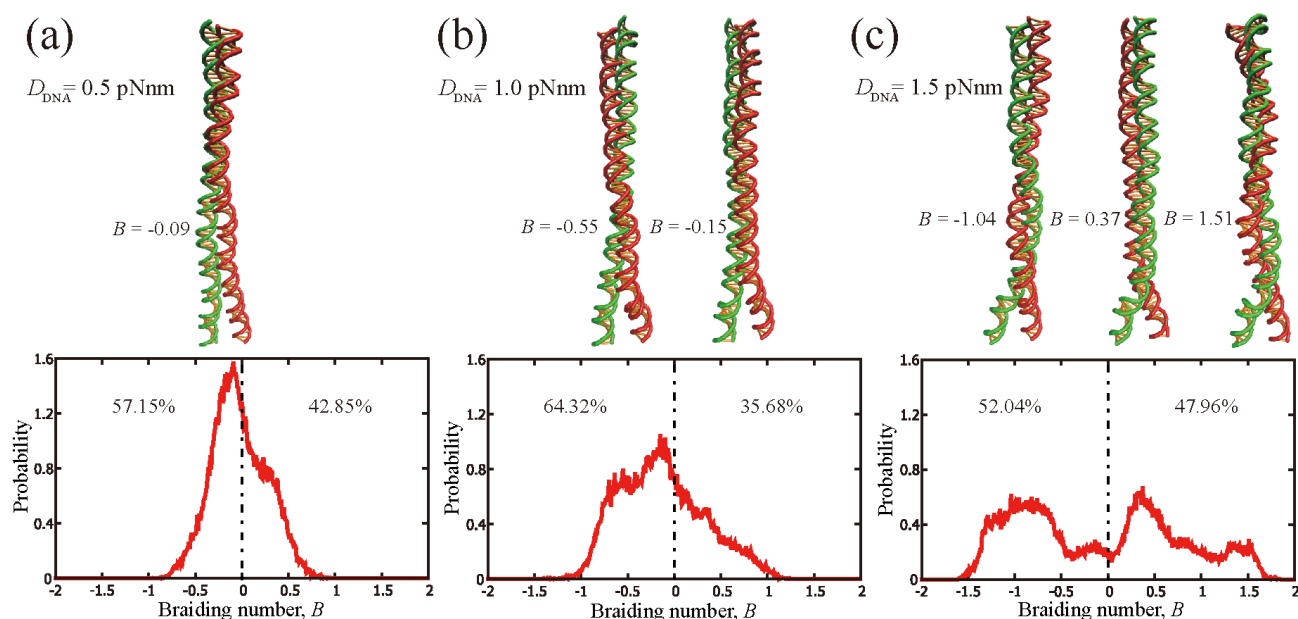 (a)
D_DNA= 0.5 pNnm
B = -0.09
57.15%
42.85%
Probability
1.6
1.2
0.8
0.4
0
-2 -1.5 -1 -0.5 0 0.5 1 1.5 2
Braiding number, B
(b)
D_DNA= 1.0 pNnm
B = -0.55
B = -0.15
64.32%
35.68%
Probability
1.6
1.2
0.8
0.4
0
-2 -1.5 -1 -0.5 0 0.5 1 1.5 2
Braiding number, B
(c)
D_DNA= 1.5 pNnm
B = -1.04
B = 0.37
B = 1.51
52.04%
47.96%
Probability
1.6
1.2
0.8
0.4
0
-2 -1.5 -1 -0.5 0 0.5 1 1.5 2
Braiding number, B